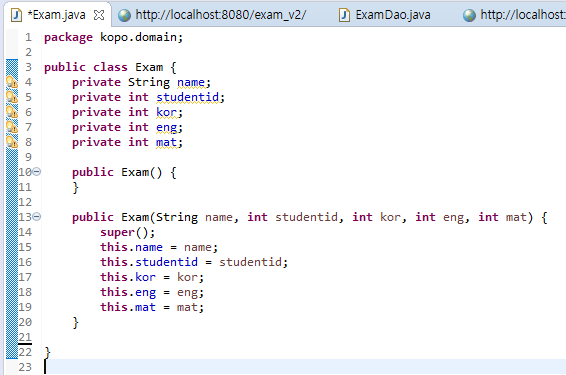 *Exam.java
http://localhost:8080/exam_v2/
ExamDao.java
http://localhost:
1 package kopo.domain;
2
3 public class Exam {
4     private String name;
5     private int studentid;
6     private int kor;
7     private int eng;
8     private int mat;
9
10     public Exam() {
11     }
12
13     public Exam(String name, int studentid, int kor, int eng, int mat) {
14         super();
15         this.name = name;
16         this.studentid = studentid;
17         this.kor = kor;
18         this.eng = eng;
19         this.mat = mat;
20     }
21
22 }
23